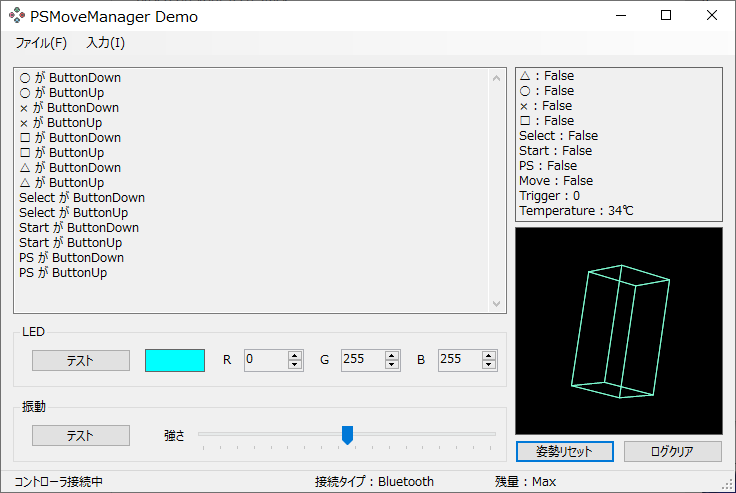 PSMoveManager Demo
ファイル(F) 入力(I)
○ が ButtonDown
○ が ButtonUp
× が ButtonDown
× が ButtonUp
□ が ButtonDown
□ が ButtonUp
△ が ButtonDown
△ が ButtonUp
Select が ButtonDown
Select が ButtonUp
Start が ButtonDown
Start が ButtonUp
PS が ButtonDown
PS が ButtonUp
△ : False
○ : False
× : False
□ : False
Select : False
Start : False
PS : False
Move : False
Trigger : 0
Temperature : 34℃
LED
テスト R 0 G 255 B 255
振動
テスト 強さ
姿勢リセット ログクリア
コントローラ接続中 接続タイプ : Bluetooth 残量 : Max